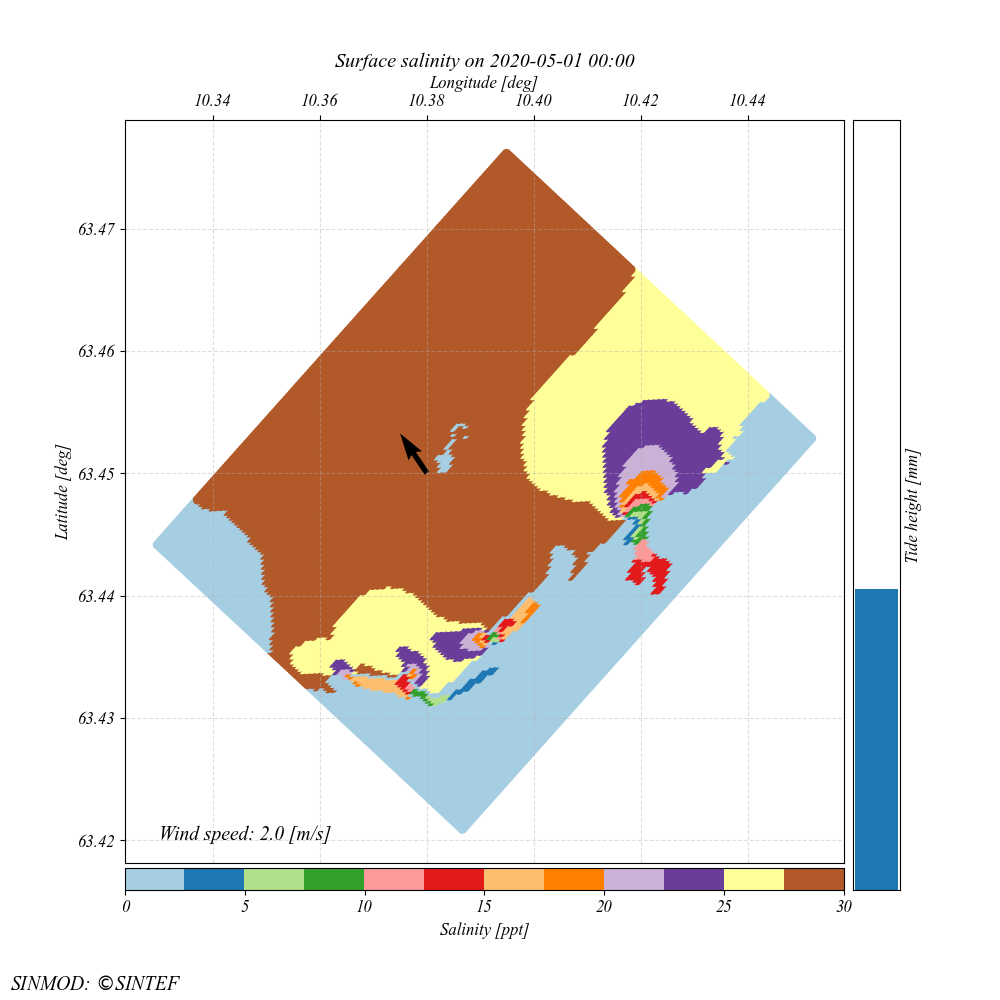 Surface salinity on 2020-05-01 00:00
Longitude [deg]
10.34 10.36 10.38 10.40 10.42 10.44
63.47
63.46
63.45
63.44
63.43
63.42
Latitude [deg]
Tide height [mm]
Wind speed: 2.0 [m/s]
0 5 10 15 20 25 30
Salinity [ppt]
SINMOD: ©SINTEF